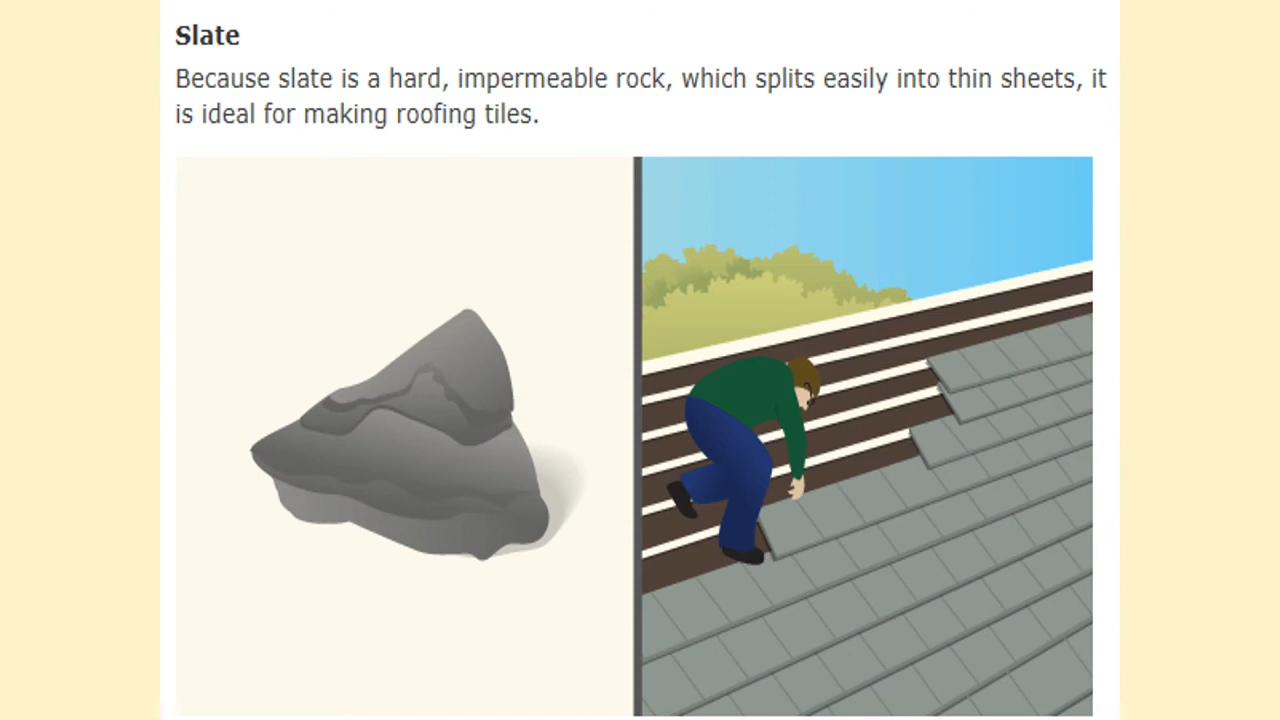 Slate
Because slate is a hard, impermeable rock, which splits easily into thin sheets, it
is ideal for making roofing tiles.